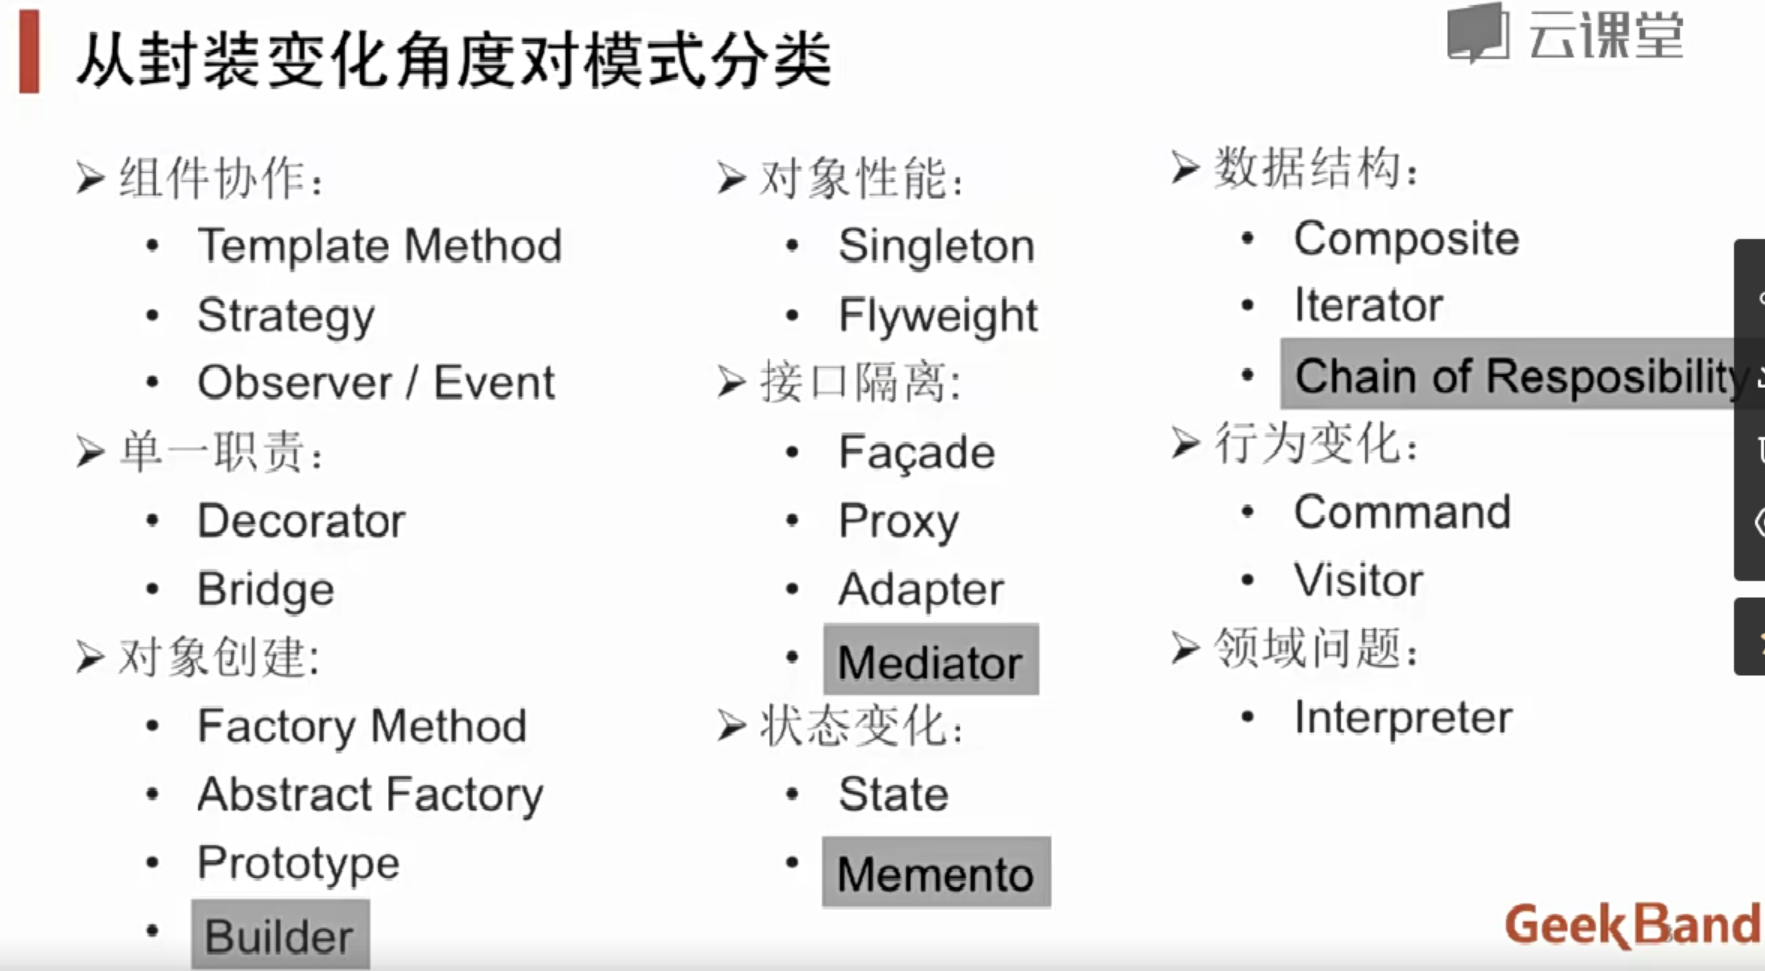 从封装变化角度对模式分类
云课堂
➢ 组件协作：
• Template Method
• Strategy
• Observer / Event
➢ 单一职责：
• Decorator
• Bridge
➢ 对象创建:
• Factory Method
• Abstract Factory
• Prototype
• Builder
➢ 对象性能：
• Singleton
• Flyweight
➢ 接口隔离:
• Façade
• Proxy
• Adapter
• Mediator
➢ 状态变化：
• State
• Memento
➢ 数据结构：
• Composite
• Iterator
• Chain of Resposibility
➢ 行为变化：
• Command
• Visitor
➢ 领域问题：
• Interpreter
GeekBand